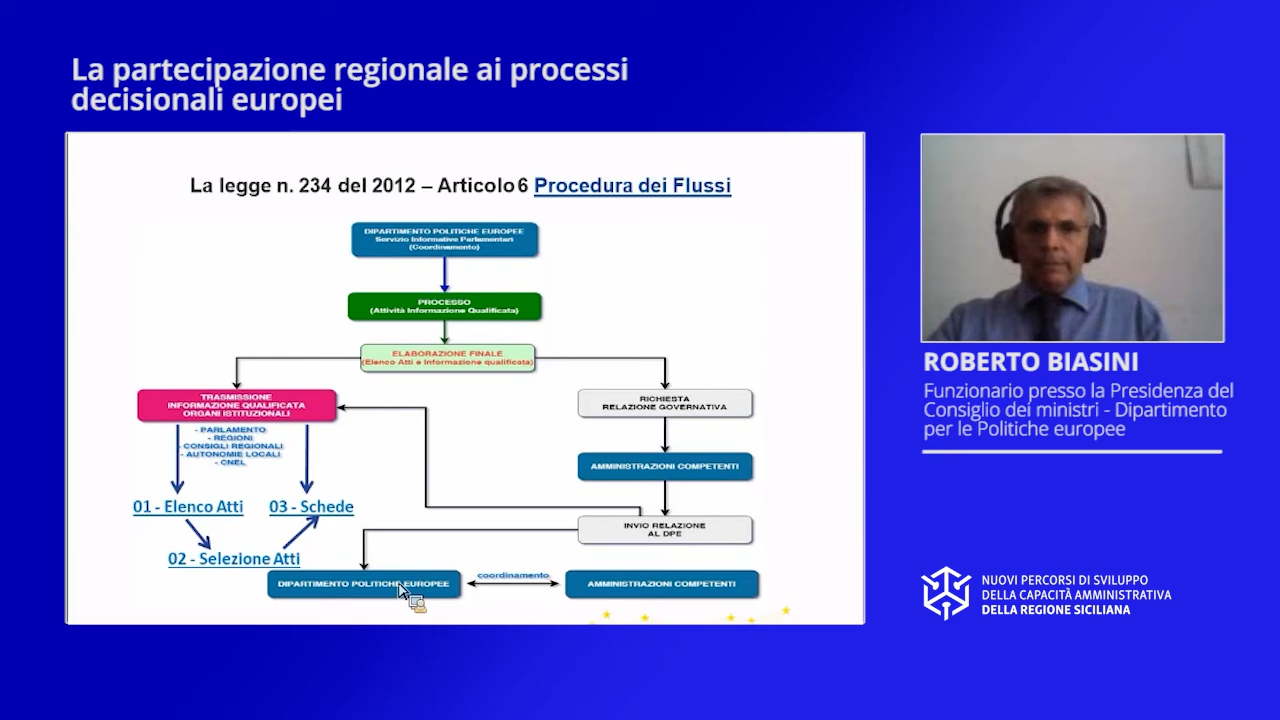 La partecipazione regionale ai processi
decisionali europei
La legge n. 234 del 2012 – Articolo 6 Procedura dei Flussi
DIPARTIMENTO POLITICHE EUROPEE
Servizio Informative Parlamentari
(Coordinamento)
PROCESSO
(Attività Informazione Qualificata)
ELABORAZIONE FINALE
(Elenco Atti e Informazione qualificata)
TRASMISSIONE
INFORMAZIONE QUALIFICATA
ORGANI ISTITUZIONALI
- PARLAMENTO
- REGIONI
- CONSIGLI REGIONALI
- AUTONOMIE LOCALI
- CNEL
01 - Elenco Atti
03 - Schede
02 - Selezione Atti
RICHIESTA
RELAZIONE GOVERNATIVA
AMMINISTRAZIONI COMPETENTI
INVIO RELAZIONE
AL DPE
DIPARTIMENTO POLITICHE EUROPEE
coordinamento
AMMINISTRAZIONI COMPETENTI
ROBERTO BIASINI
Funzionario presso la Presidenza del
Consiglio dei ministri - Dipartimento
per le Politiche europee
NUOVI PERCORSI DI SVILUPPO
DELLA CAPACITÀ AMMINISTRATIVA
DELLA REGIONE SICILIANA